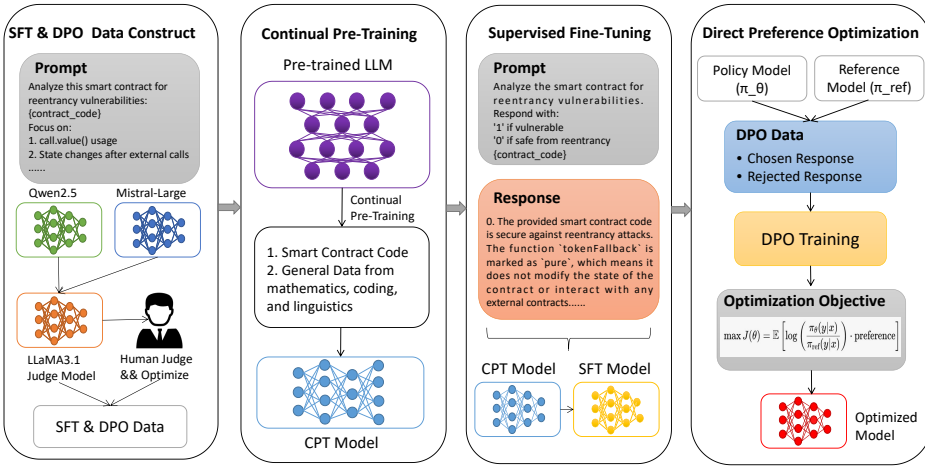 SFT & DPO Data Construct
Prompt
Analyze this smart contract for
reentrancy vulnerabilities:
{contract_code}
Focus on:
1. call.value() usage
2. State changes after external calls
......
Qwen2.5
Mistral-Large
LLaMA3.1
Judge Model
Human Judge
&& Optimize
SFT & DPO Data
Continual Pre-Training
Pre-trained LLM
Continual
Pre-Training
1. Smart Contract Code
2. General Data from
mathematics, coding,
and linguistics
CPT Model
Supervised Fine-Tuning
Prompt
Analyze the smart contract for
reentrancy vulnerabilities.
Respond with:
'1' if vulnerable
'0' if safe from reentrancy
{contract_code}
Response
0. The provided smart contract code
is secure against reentrancy attacks.
The function `tokenFallback` is
marked as `pure`, which means it
does not modify the state of the
contract or interact with any
external contracts......
CPT Model
SFT Model
Direct Preference Optimization
Policy Model
(π_θ)
Reference
Model (π_ref)
DPO Data
• Chosen Response
• Rejected Response
DPO Training
Optimization Objective
max J(θ) = 𝔼 [log (πθ(y|x) / πref(y|x)) · preference]
Optimized
Model